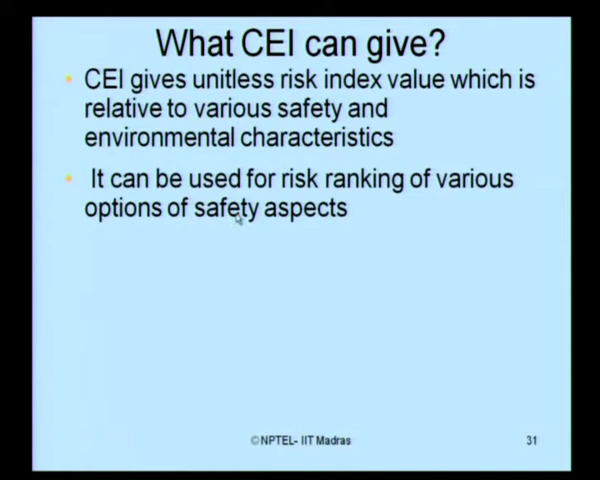 What CEI can give?
• CEI gives unitless risk index value which is
relative to various safety and
environmental characteristics
• It can be used for risk ranking of various
options of safety aspects
©NPTEL- IIT Madras
31